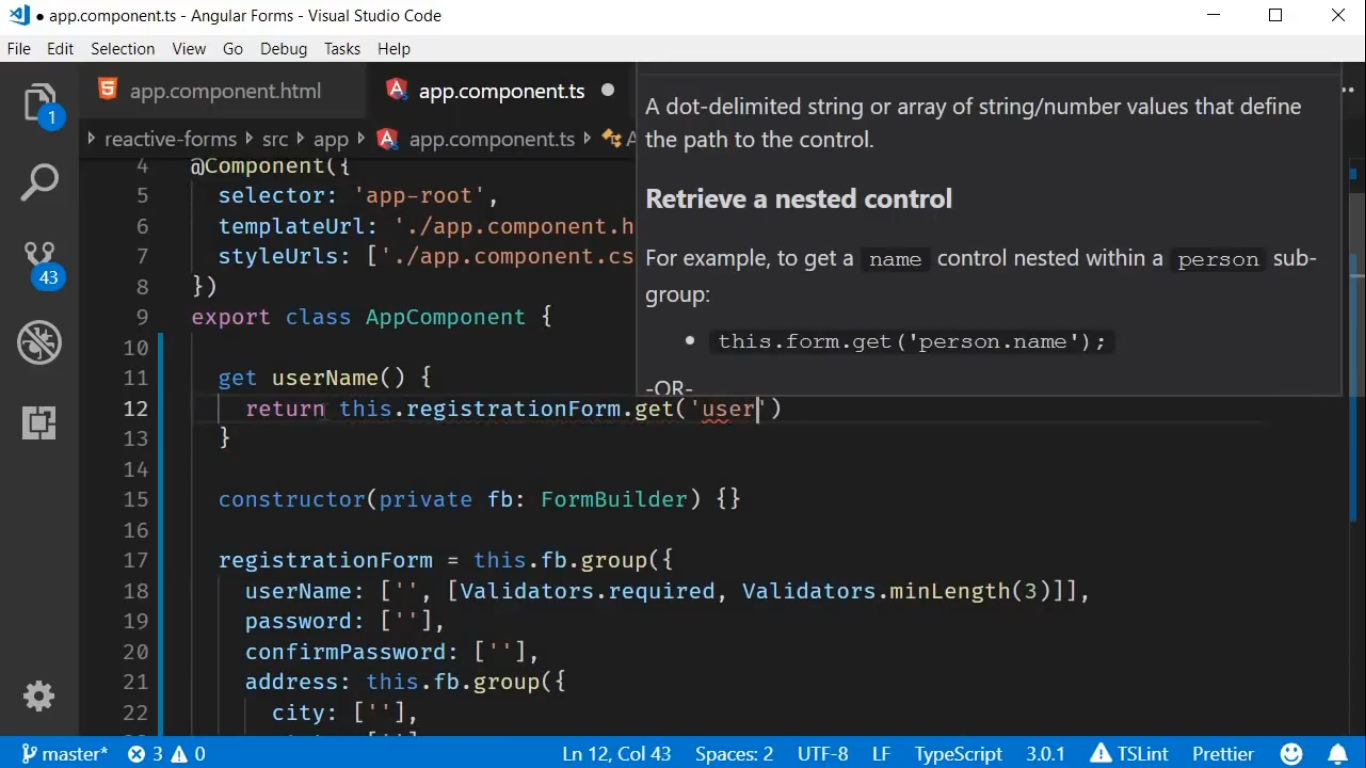 ● app.component.ts - Angular Forms - Visual Studio Code
File Edit Selection View Go Debug Tasks Help
1
app.component.html app.component.ts ●
reactive-forms src app app.component.ts A
A dot-delimited string or array of string/number values that define
the path to the control.
Retrieve a nested control
For example, to get a name control nested within a person sub-
group:
• this.form.get('person.name');
-OR-
4 @Component({
5 selector: 'app-root',
6 templateUrl: './app.component.h
7 styleUrls: ['./app.component.cs
8 })
9 export class AppComponent {
10
11 get userName() {
12 return this.registrationForm.get('user')
13 }
14
15 constructor(private fb: FormBuilder) {}
16
17 registrationForm = this.fb.group({
18 userName: ['', [Validators.required, Validators.minLength(3)]],
19 password: [''],
20 confirmPassword: [''],
21 address: this.fb.group({
22 city: [''],
43
master* 3 0 Ln 12, Col 43 Spaces: 2 UTF-8 LF TypeScript 3.0.1 TSLint Prettier